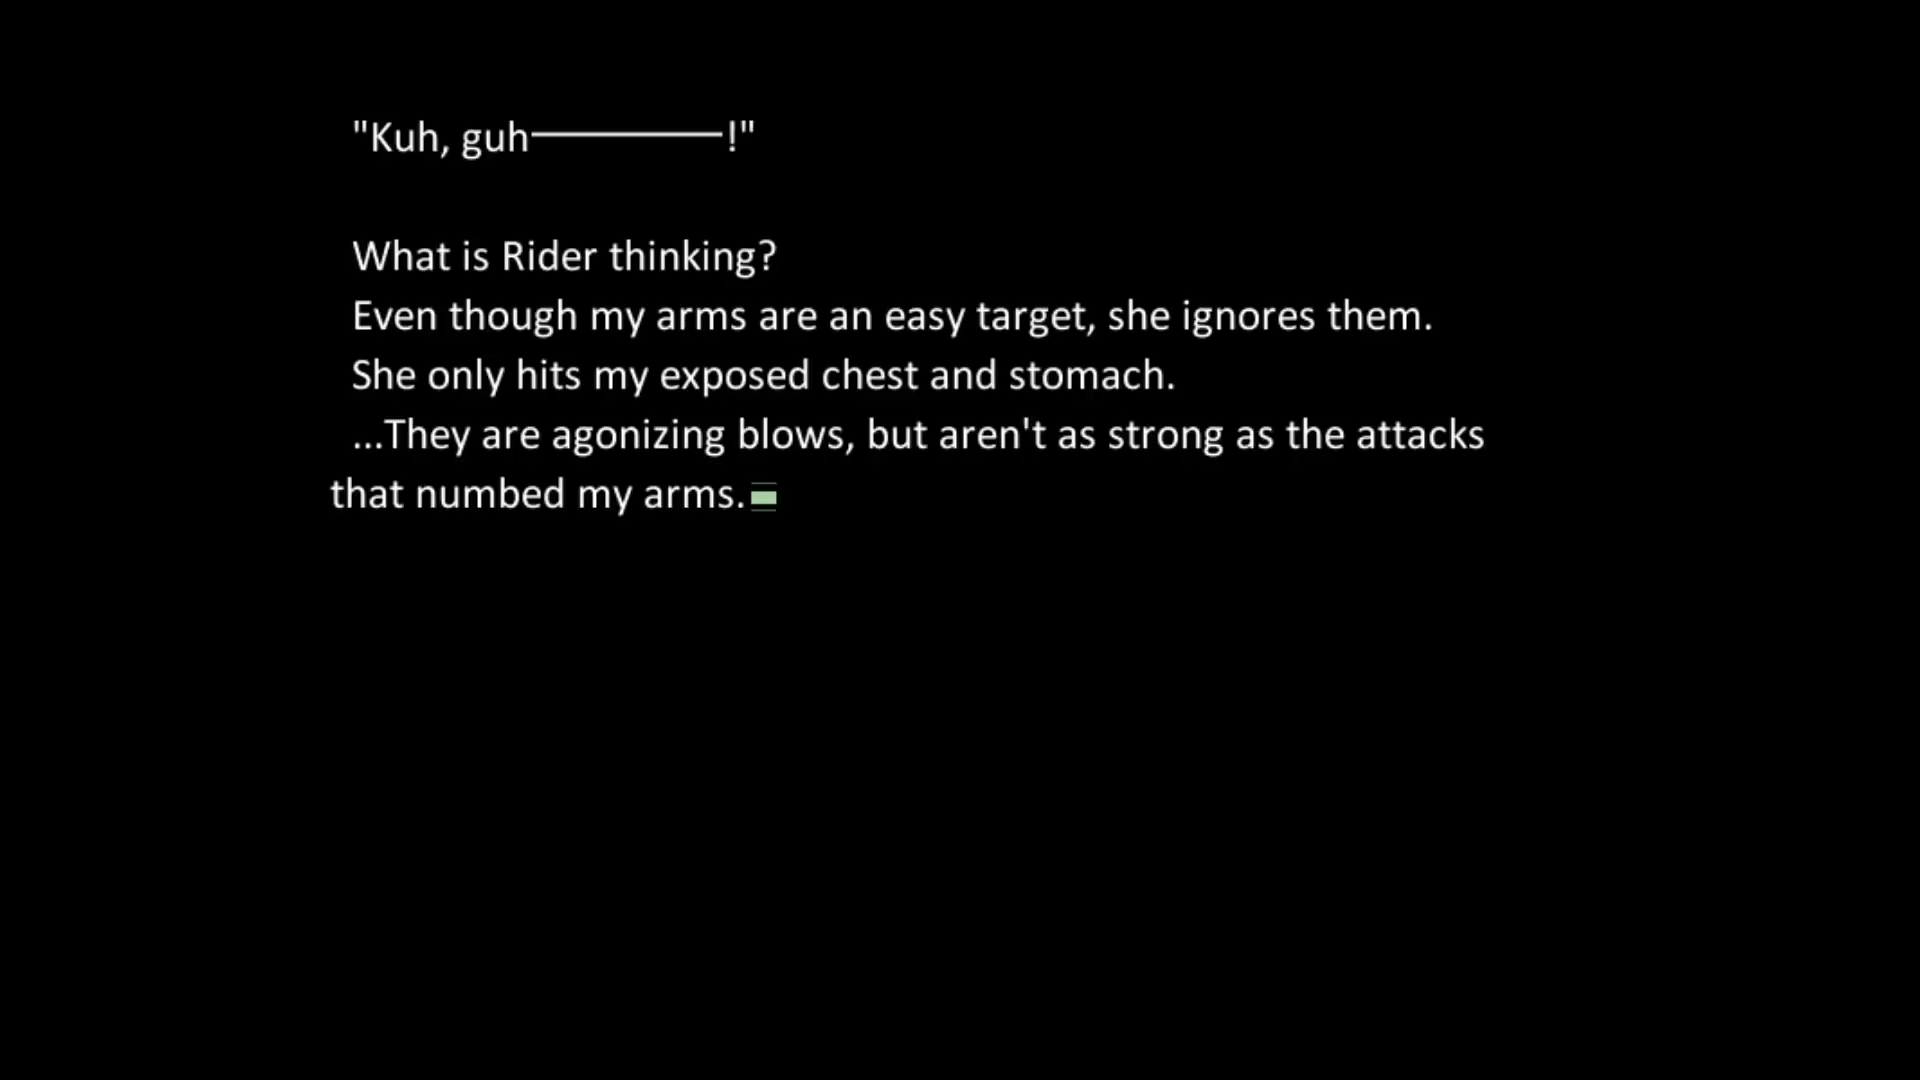 "Kuh, guh――――――!"
What is Rider thinking?
Even though my arms are an easy target, she ignores them.
She only hits my exposed chest and stomach.
...They are agonizing blows, but aren't as strong as the attacks
that numbed my arms.